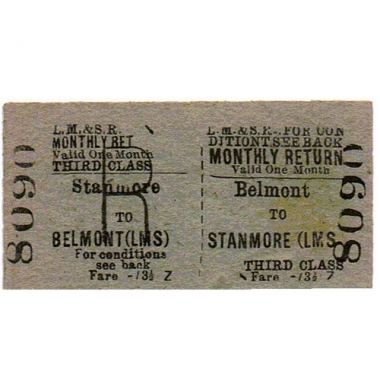 8090
L.M.&S.R.
MONTHLY RET
Valid One Month
THIRD CLASS
Stanmore
R
TO
BELMONT(LMS)
For conditions
see back
Fare -/3½ Z
L.M.&S.R. FOR CON
DITIONT.SEE BACK
MONTHLY RETURN
Valid One Month
Belmont
TO
STANMORE (LMS
THIRD CLASS
Fare -/3½ Z
8090